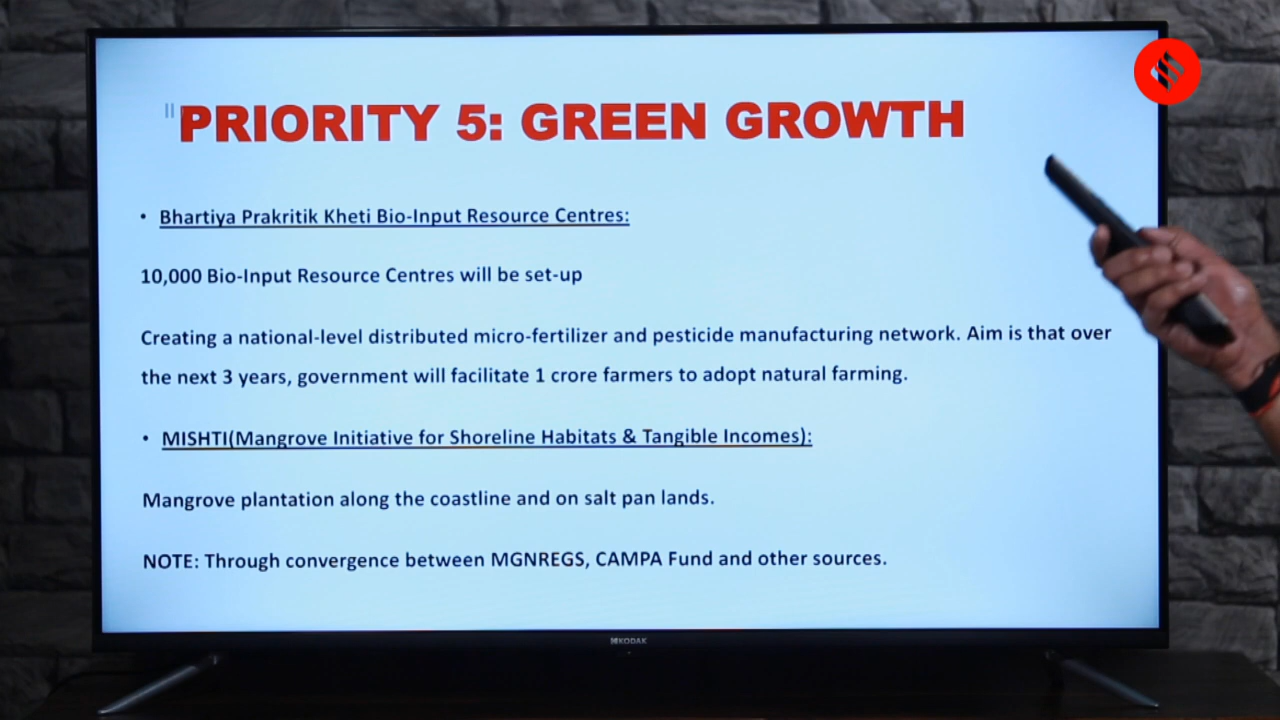 PRIORITY 5: GREEN GROWTH
• Bhartiya Prakritik Kheti Bio-Input Resource Centres:
10,000 Bio-Input Resource Centres will be set-up
Creating a national-level distributed micro-fertilizer and pesticide manufacturing network. Aim is that over
the next 3 years, government will facilitate 1 crore farmers to adopt natural farming.
• MISHTI(Mangrove Initiative for Shoreline Habitats & Tangible Incomes):
Mangrove plantation along the coastline and on salt pan lands.
NOTE: Through convergence between MGNREGS, CAMPA Fund and other sources.
KODAK